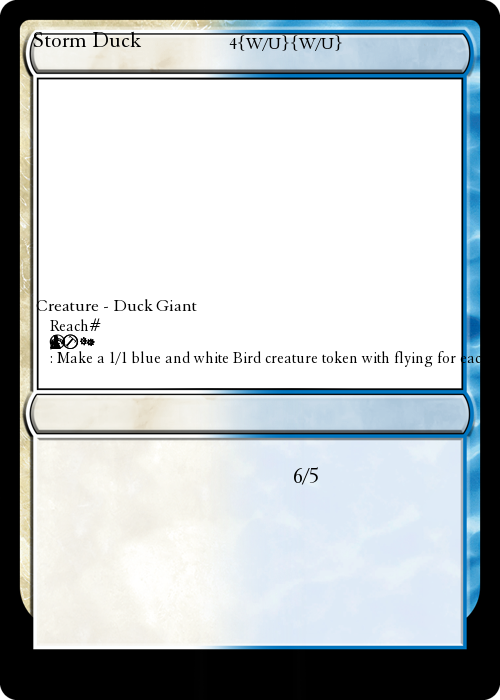 Storm Duck 4{W/U}{W/U}
Creature - Duck Giant
Reach#
: Make a 1/1 blue and white Bird creature token with flying for eac
6/5